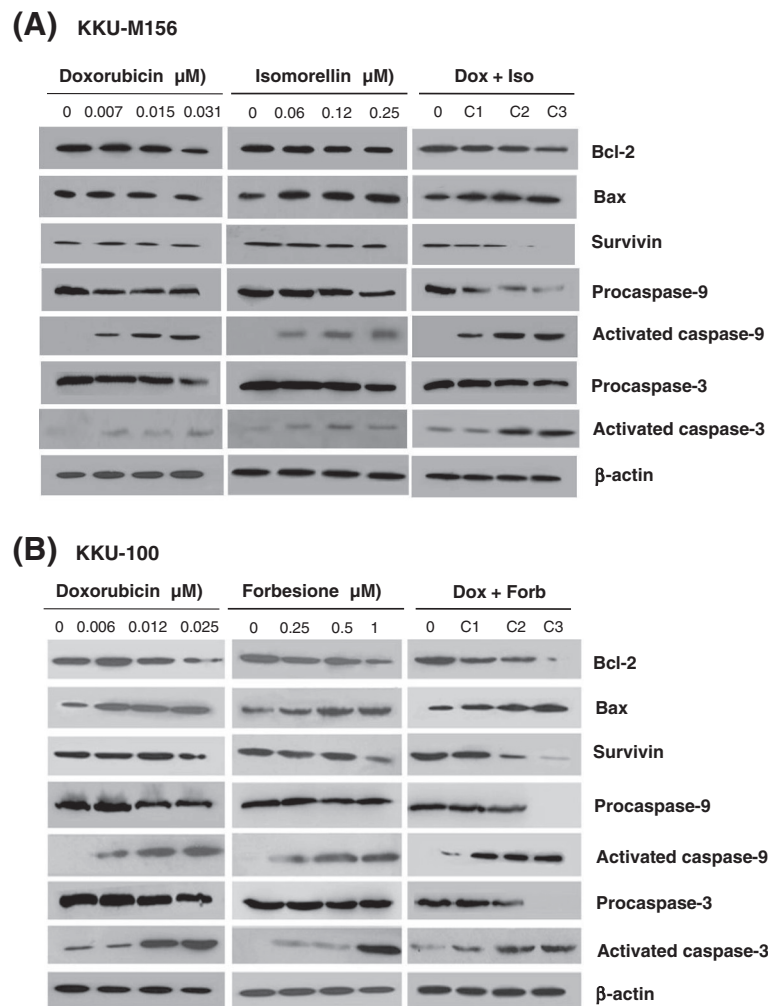 (A) KKU-M156
Doxorubicin μM) Isomorellin μM) Dox + Iso
0 0.007 0.015 0.031 0 0.06 0.12 0.25 0 C1 C2 C3
Bcl-2
Bax
Survivin
Procaspase-9
Activated caspase-9
Procaspase-3
Activated caspase-3
β-actin
(B) KKU-100
Doxorubicin μM) Forbesione μM) Dox + Forb
0 0.006 0.012 0.025 0 0.25 0.5 1 0 C1 C2 C3
Bcl-2
Bax
Survivin
Procaspase-9
Activated caspase-9
Procaspase-3
Activated caspase-3
β-actin